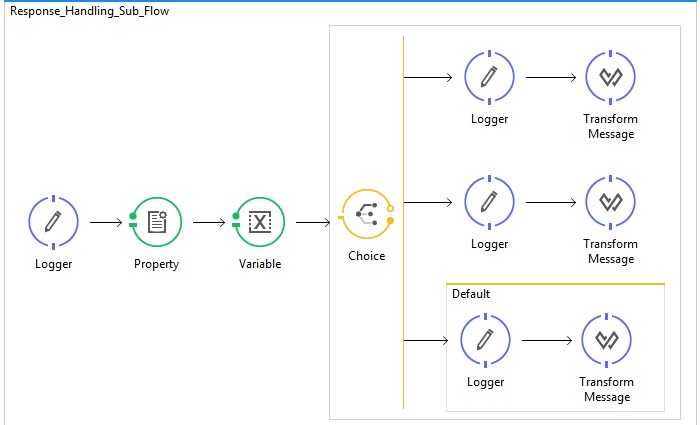 Response_Handling_Sub_Flow
Logger
Transform
Message
Logger
Transform
Message
Logger
Property
Variable
Choice
Default
Logger
Transform
Message